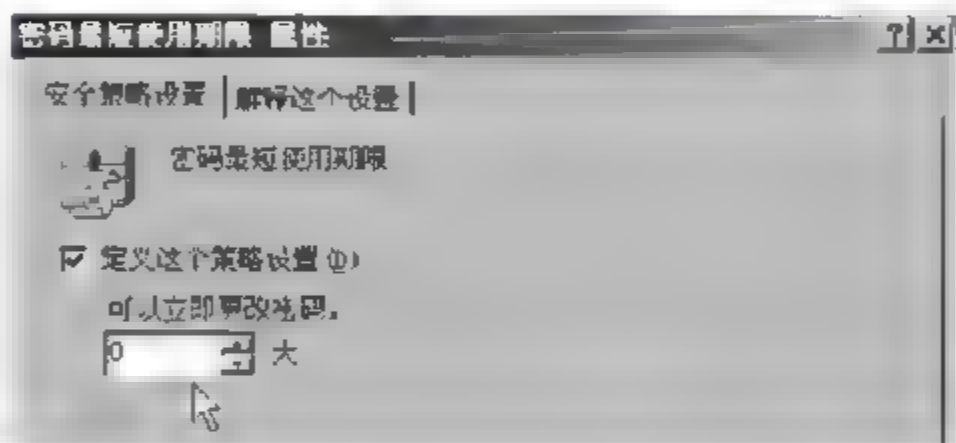 密码最短使用期限 属性
安全策略设置 解释这个设置
密码最短使用期限
定义这个策略设置(D)
可以立即更改密码。
0 天